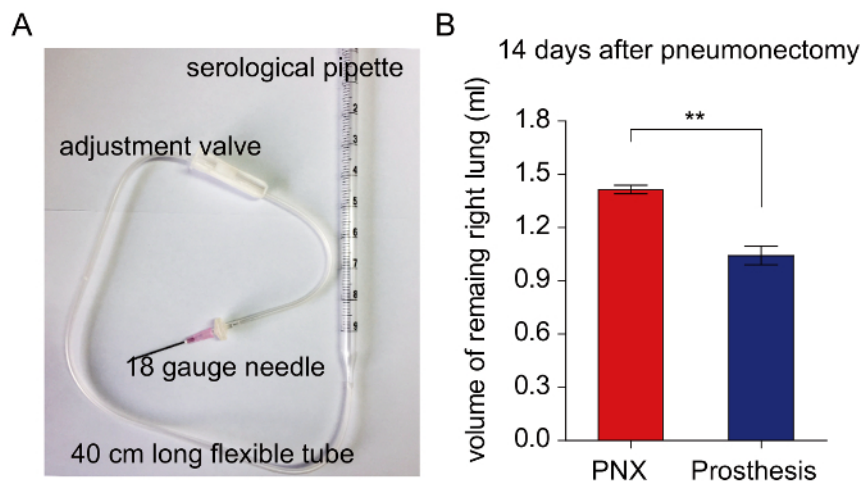 A
serological pipette
adjustment valve
18 gauge needle
40 cm long flexible tube
B
14 days after pneumonectomy
volume of remaing right lung (ml)
1.8
1.5
1.2
0.9
0.6
0.3
0.0
**
PNX
Prosthesis